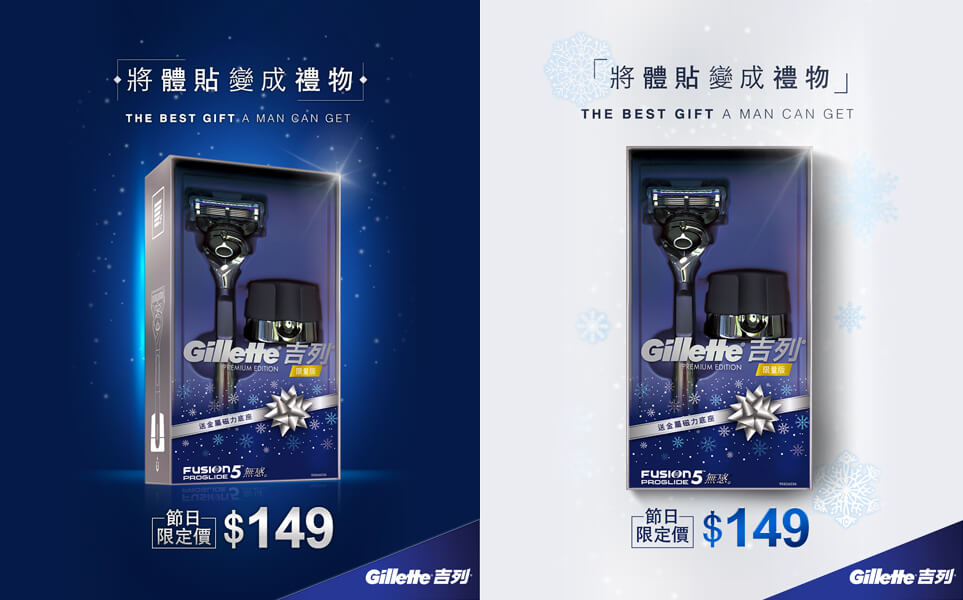 將體貼變成禮物
THE BEST GIFT A MAN CAN GET
Gillette 吉列
PREMIUM EDITION
限量版
送金屬磁力底座
FUSION5
PROGLIDE 無感。
節日
限定價
$149
Gillette 吉列
「將體貼變成禮物」
THE BEST GIFT A MAN CAN GET
Gillette 吉列
PREMIUM EDITION
限量版
送金屬磁力底座
FUSION5™
PROGLIDE 無感。
節日
限定價
$149
Gillette 吉列